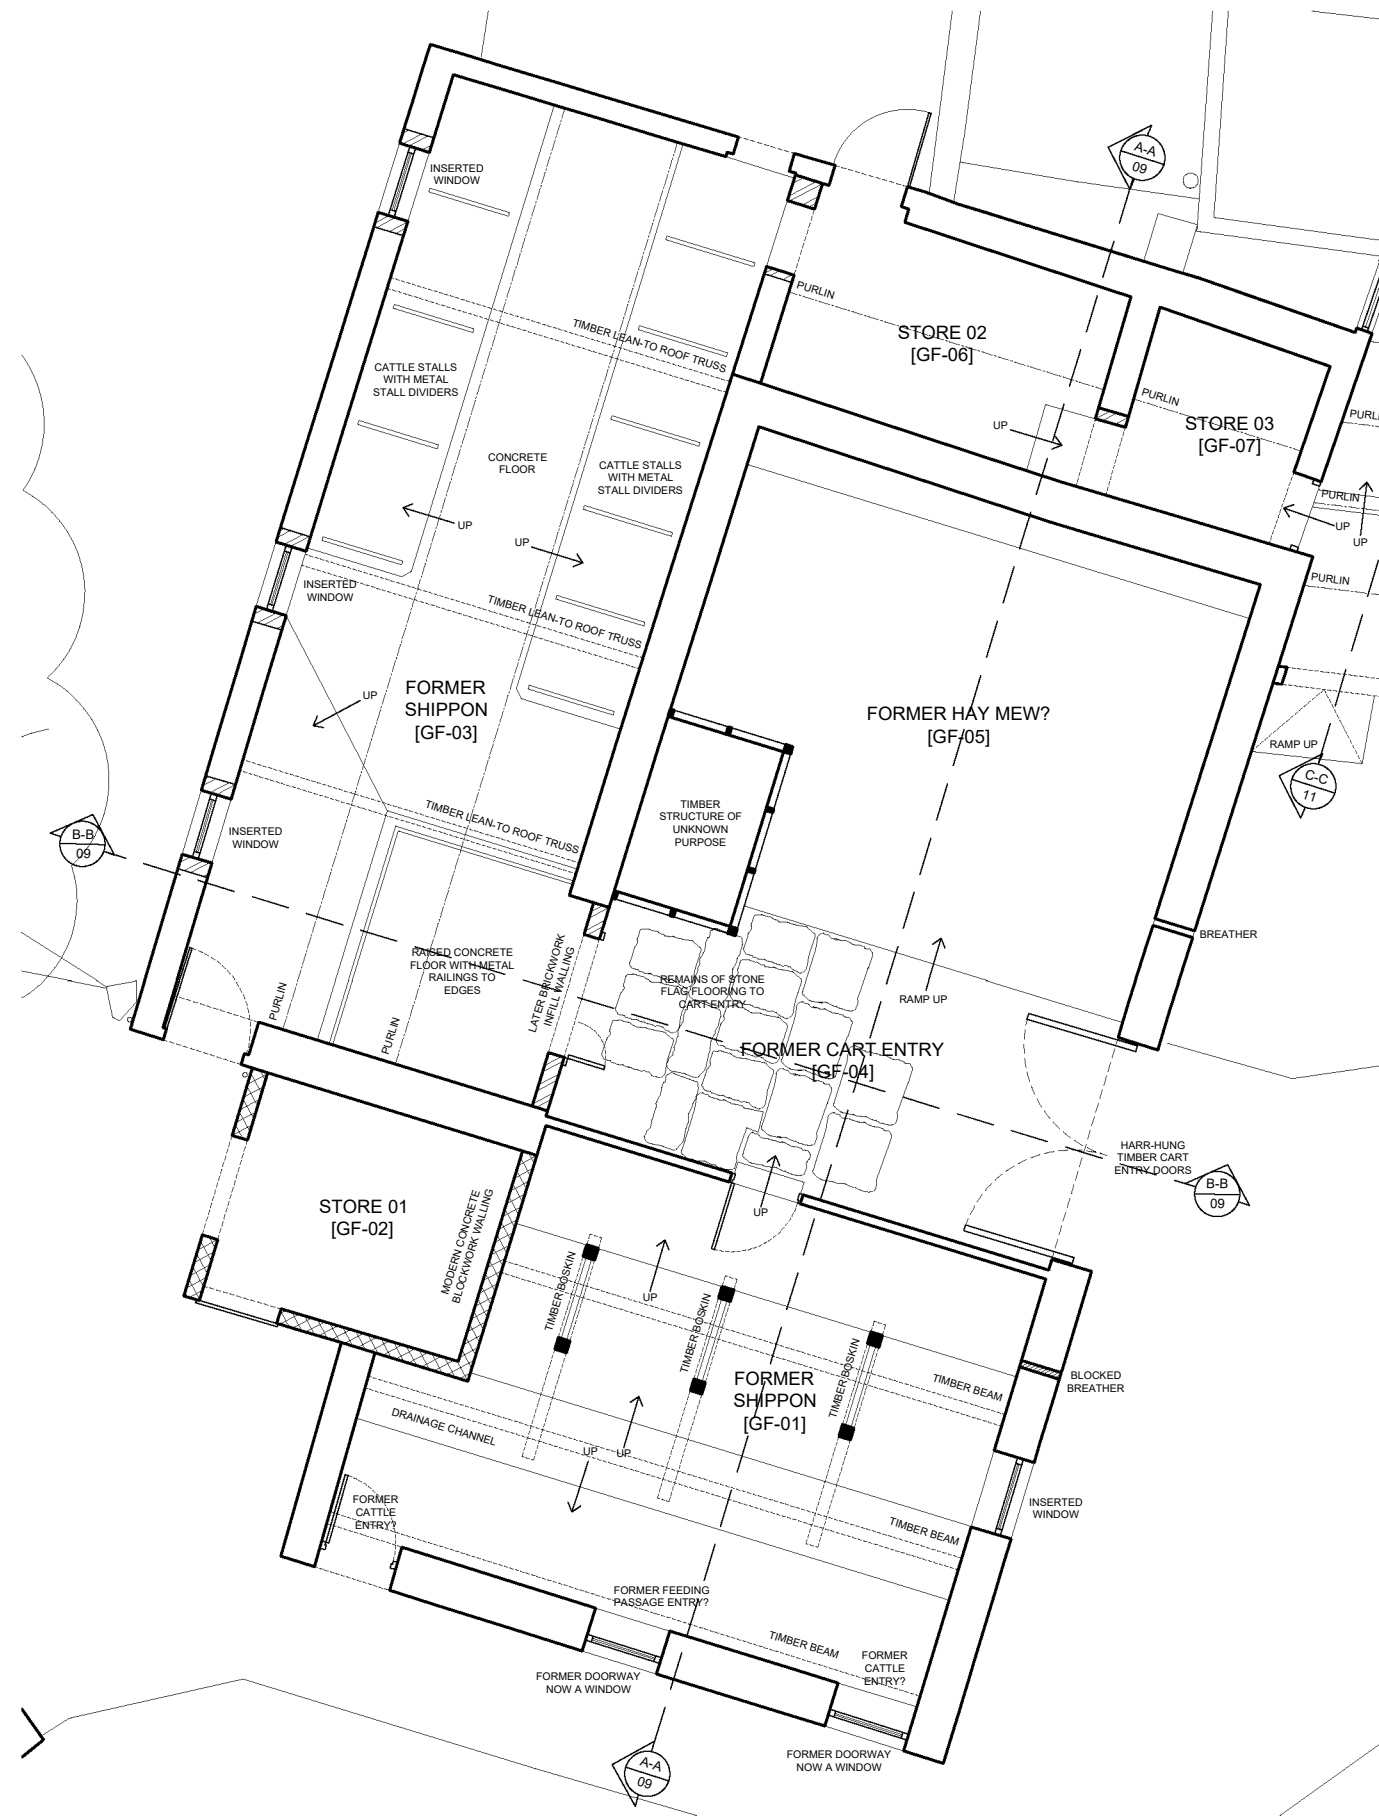 A-A
09
INSERTED
WINDOW
PURLIN
STORE 02
[GF-06]
TIMBER LEAN-TO ROOF TRUSS
CATTLE STALLS
WITH METAL
STALL DIVIDERS
PURLIN
STORE 03
[GF-07]
PURL
UP
CONCRETE
FLOOR
CATTLE STALLS
WITH METAL
STALL DIVIDERS
PURLIN
UP
UP
UP
UP
PURLIN
INSERTED
WINDOW
TIMBER LEAN-TO ROOF TRUSS
UP
FORMER
SHIPPON
[GF-03]
FORMER HAY MEW?
[GF-05]
RAMP UP
C-C
11
TIMBER
STRUCTURE OF
UNKNOWN
PURPOSE
B-B
09
INSERTED
WINDOW
TIMBER LEAN-TO ROOF TRUSS
BREATHER
RAISED CONCRETE
FLOOR WITH METAL
RAILINGS TO
EDGES
LATER BRICKWORK
INFILL WALLING
REMAINS OF STONE
FLAG FLOORING TO
CART ENTRY
RAMP UP
PURLIN
PURLIN
FORMER CART ENTRY
[GF-04]
HARR-HUNG
TIMBER CART
ENTRY DOORS
B-B
09
STORE 01
[GF-02]
MODERN CONCRETE
BLOCKWORK WALLING
UP
UP
TIMBER BOSKIN
TIMBER BOSKIN
TIMBER BOSKIN
FORMER
SHIPPON
[GF-01]
TIMBER BEAM
BLOCKED
BREATHER
DRAINAGE CHANNEL
UP
UP
FORMER
CATTLE
ENTRY?
INSERTED
WINDOW
TIMBER BEAM
FORMER FEEDING
PASSAGE ENTRY?
TIMBER BEAM
FORMER
CATTLE
ENTRY?
FORMER DOORWAY
NOW A WINDOW
FORMER DOORWAY
NOW A WINDOW
A-A
09